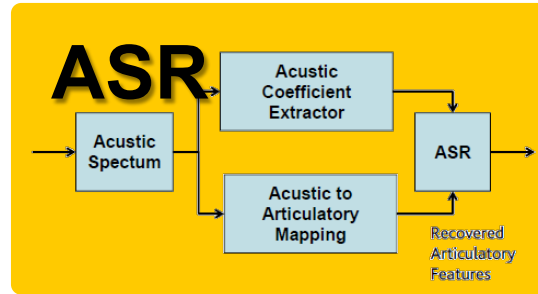 ASR
Acustic
Coefficient
Extractor
Acustic
Spectum
ASR
Acustic to
Articulatory
Mapping
Recovered
Articulatory
Features